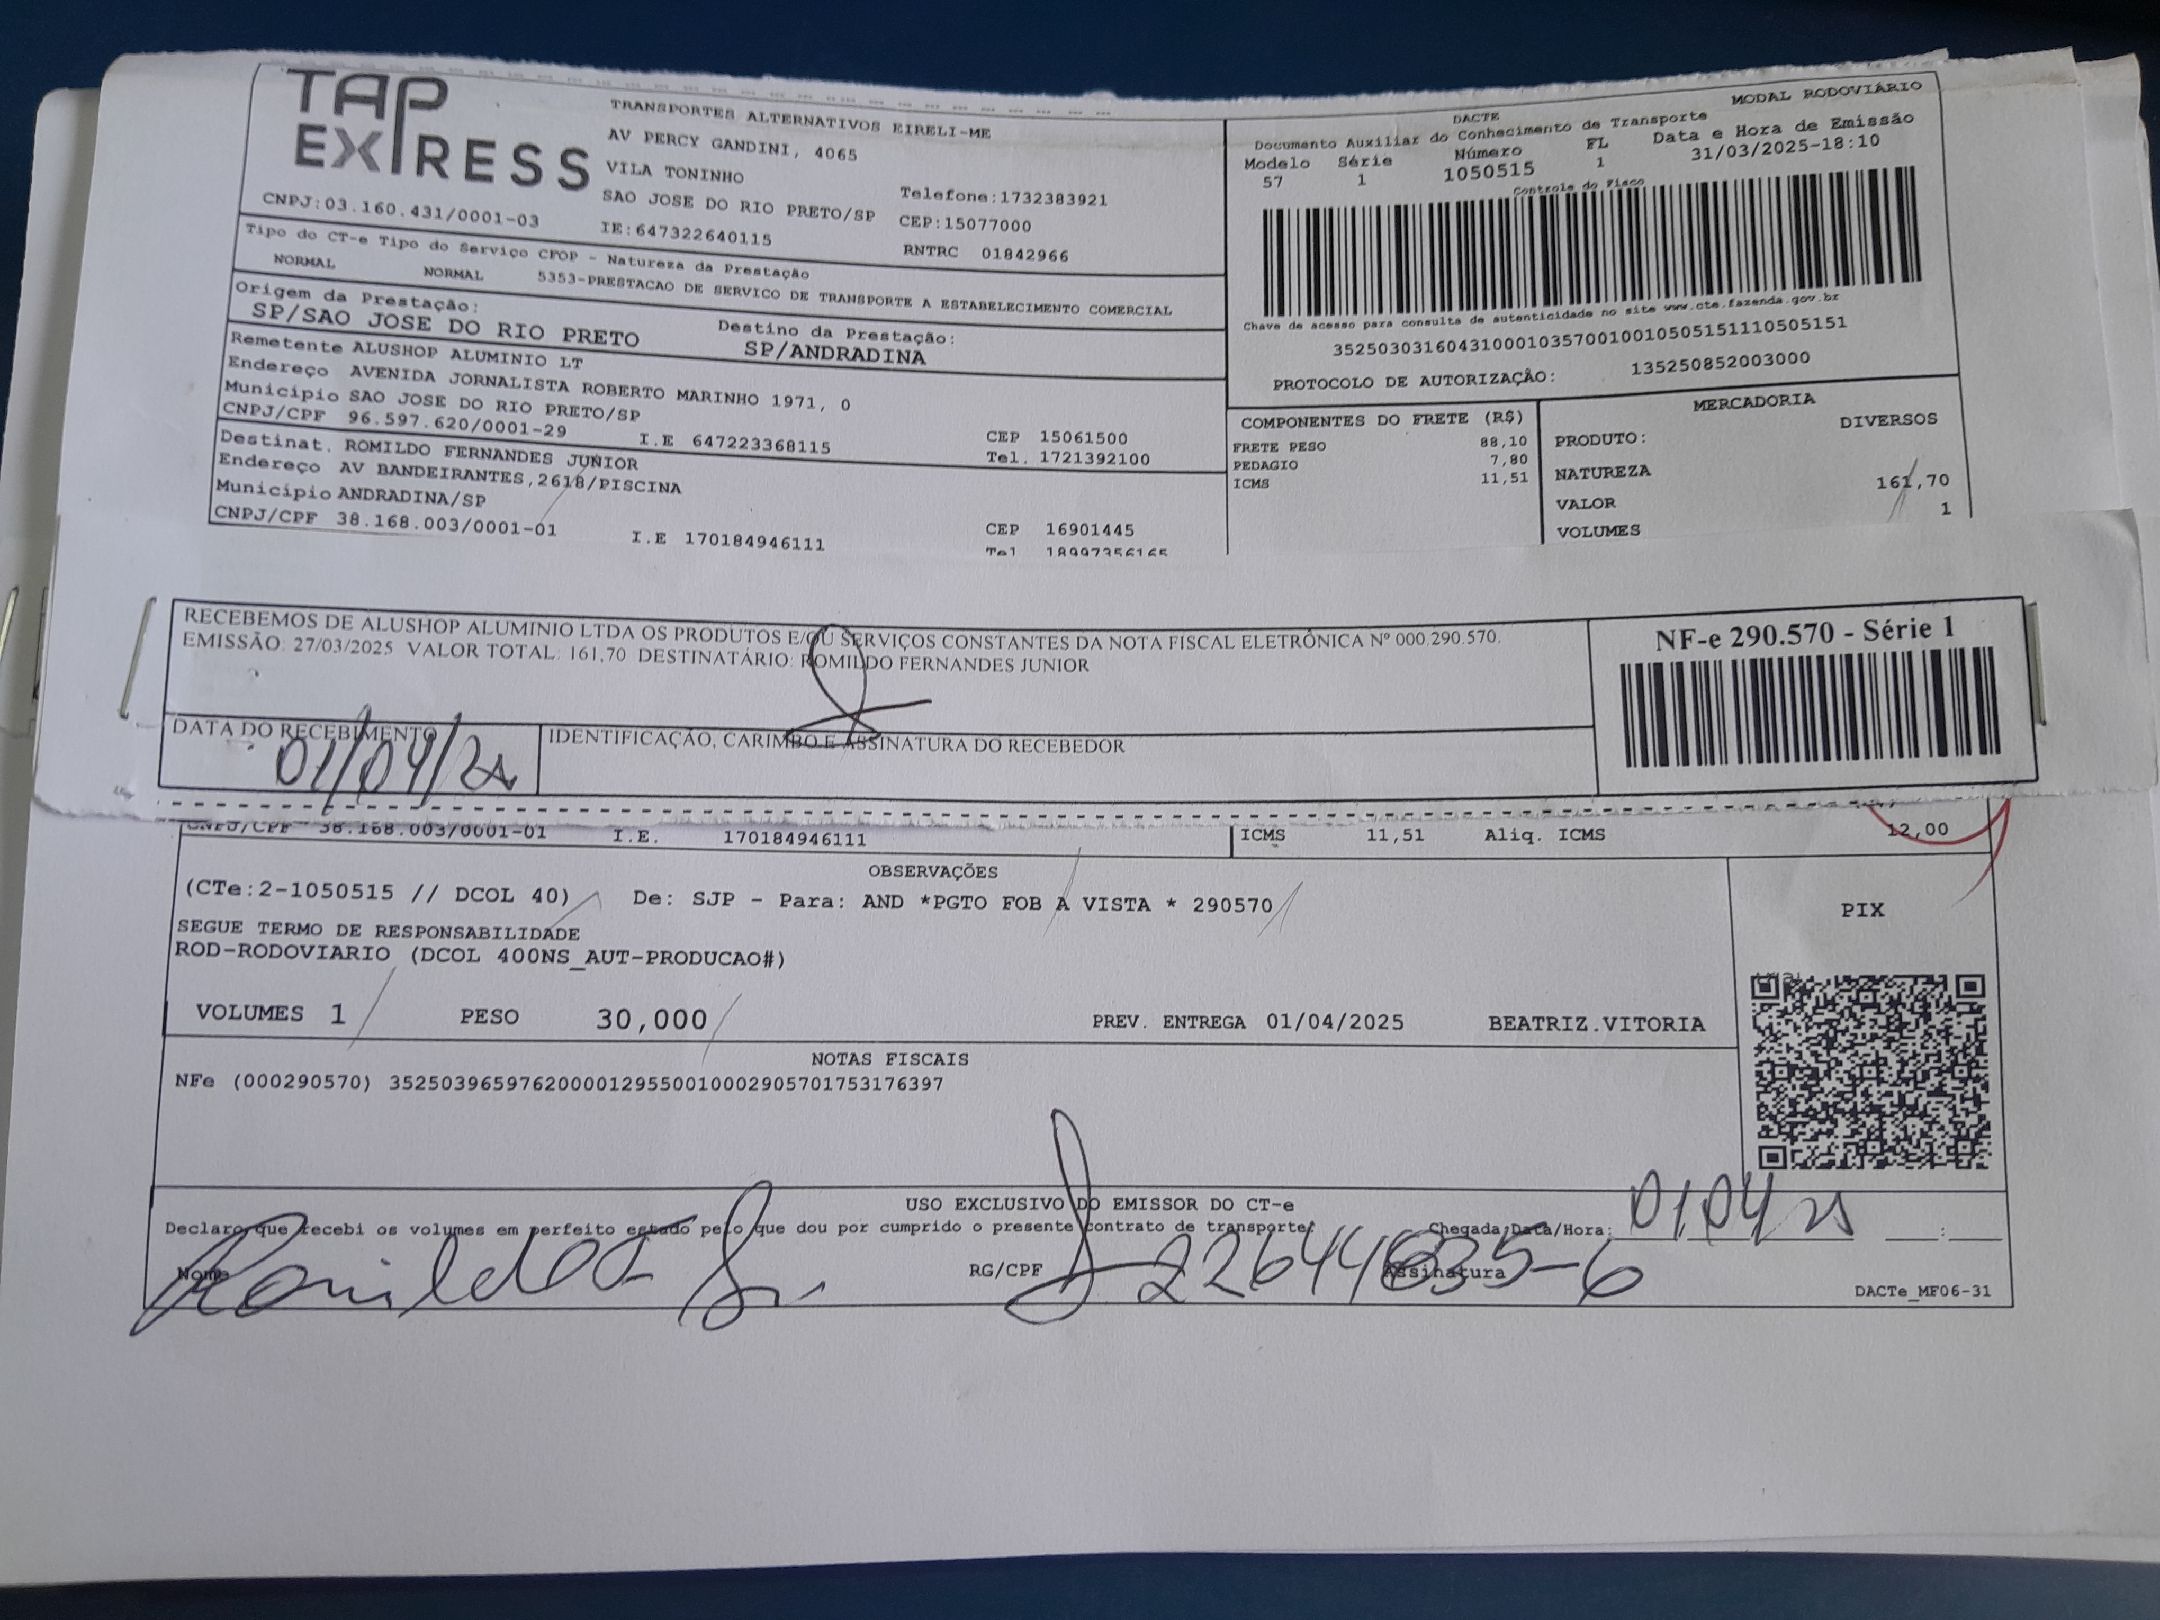 TAP EXPRESS
TRANSPORTES ALTERNATIVOS EIRELI-ME
AV PERCY GANDINI, 4065
VILA TONINHO
SAO JOSE DO RIO PRETO/SP
Telefone:1732383921
CEP:15077000
CNPJ:03.160.431/0001-03
IE:647322640115
RNTRC 01842966
Tipo do CT-e Tipo do Serviço CFOP - Natureza da Prestação
NORMAL NORMAL 5353-PRESTACAO DE SERVICO DE TRANSPORTE A ESTABELECIMENTO COMERCIAL
Origem da Prestação:
SP/SAO JOSE DO RIO PRETO
Destino da Prestação:
SP/ANDRADINA
Remetente ALUSHOP ALUMINIO LT
Endereço AVENIDA JORNALISTA ROBERTO MARINHO 1971, 0
Município SAO JOSE DO RIO PRETO/SP
CNPJ/CPF 96.597.620/0001-29 I.E 647223368115
CEP 15061500
Tel. 1721392100
Destinat. ROMILDO FERNANDES JUNIOR
Endereço AV BANDEIRANTES,2618/PISCINA
Município ANDRADINA/SP
CNPJ/CPF 38.168.003/0001-01 I.E 170184946111
CEP 16901445
Tel 18997356165
DACTE MODAL RODOVIÁRIO
Documento Auxiliar do Conhecimento de Transporte
Modelo Série Número FL Data e Hora de Emissão
57 1 1050515 1 31/03/2025-18:10
Controle do Fisco
Chave de acesso para consulta de autenticidade no site www.cte.fazenda.gov.br
35250303160431000103570010010505151110505151
PROTOCOLO DE AUTORIZAÇÃO: 135250852003000
COMPONENTES DO FRETE (R$)
FRETE PESO 88,10
PEDAGIO 7,80
ICMS 11,51
MERCADORIA
PRODUTO: DIVERSOS
NATUREZA
VALOR 161,70
VOLUMES 1
RECEBEMOS DE ALUSHOP ALUMINIO LTDA OS PRODUTOS E/OU SERVIÇOS CONSTANTES DA NOTA FISCAL ELETRÔNICA Nº 000.290.570.
EMISSÃO: 27/03/2025 VALOR TOTAL: 161,70 DESTINATÁRIO: ROMILDO FERNANDES JUNIOR
NF-e 290.570 - Série 1
DATA DO RECEBIMENTO
01/04/25
IDENTIFICAÇÃO, CARIMBO E ASSINATURA DO RECEBEDOR
CNPJ/CPF 38.168.003/0001-01 I.E. 170184946111
ICMS 11,51 Aliq. ICMS 12,00
OBSERVAÇÕES
(CTe:2-1050515 // DCOL 40) De: SJP - Para: AND *PGTO FOB A VISTA * 290570
SEGUE TERMO DE RESPONSABILIDADE
ROD-RODOVIARIO (DCOL 400NS_AUT-PRODUCAO#)
PIX
VOLUMES 1 PESO 30,000 PREV. ENTREGA 01/04/2025 BEATRIZ.VITORIA
NOTAS FISCAIS
NFe (000290570) 35250396597620000129550010002905701753176397
USO EXCLUSIVO DO EMISSOR DO CT-e
Declaro que recebi os volumes em perfeito estado pelo que dou por cumprido o presente contrato de transporte.
Chegada:Data/Hora: 01/04/25 :
Nome Romildo F
RG/CPF 22644635-6 Assinatura
DACTe_MF06-31